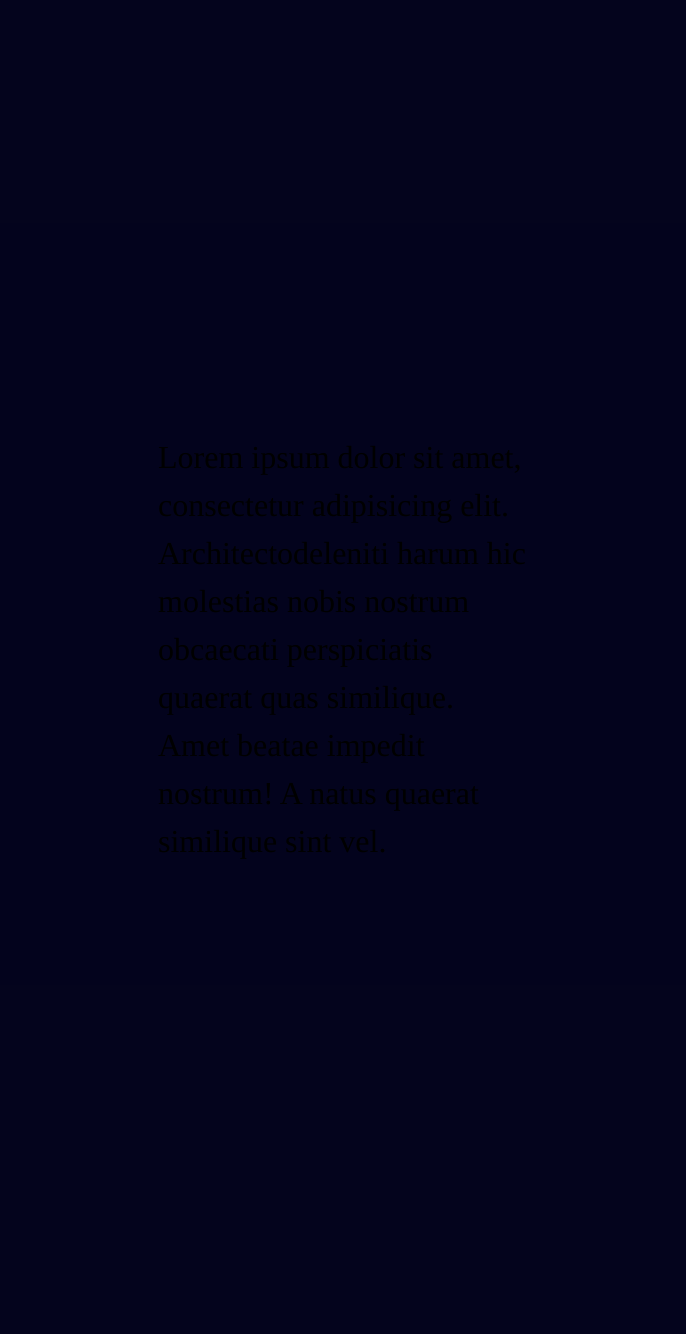 Lorem ipsum dolor sit amet,
consectetur adipisicing elit.
Architectodeleniti harum hic
molestias nobis nostrum
obcaecati perspiciatis
quaerat quas similique.
Amet beatae impedit
nostrum! A natus quaerat
similique sint vel.